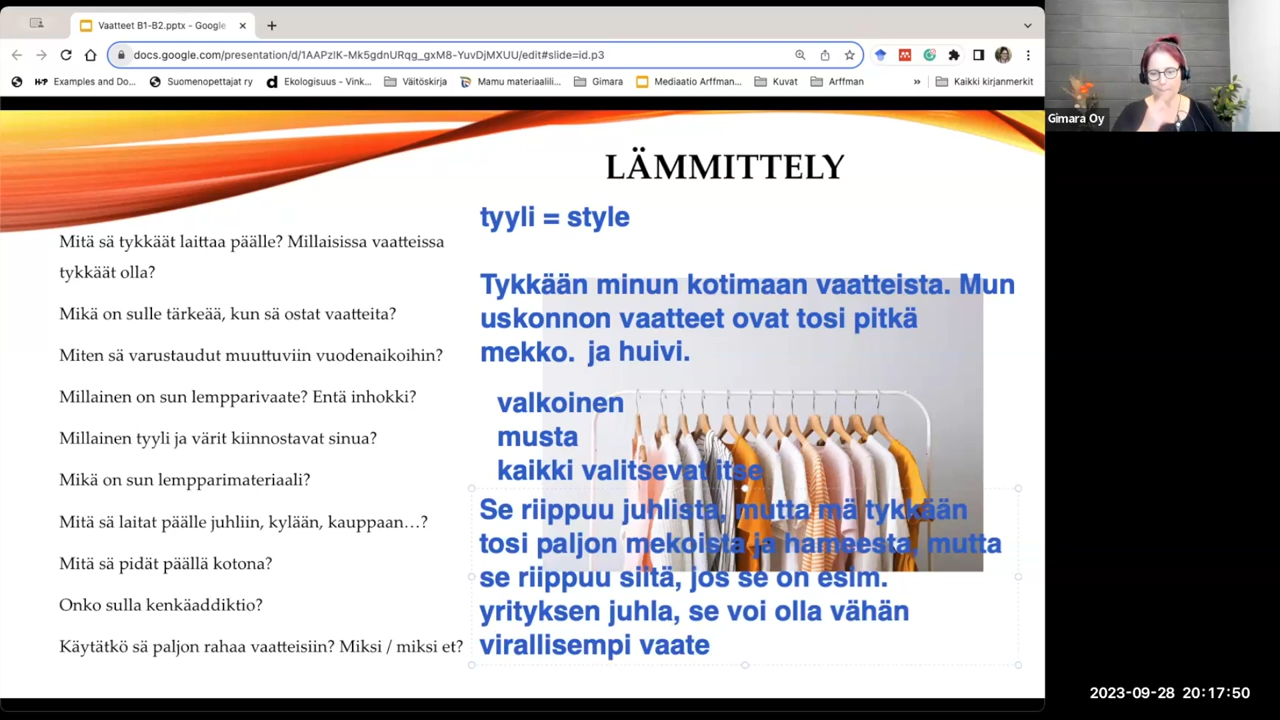 Vaatteet B1-B2.pptx - Google
docs.google.com/presentation/d/1AAPzIK-Mk5gdnURqg_gxM8-YuvDjMXUU/edit#slide=id.p3
Examples and Do...
Suomenopettajat ry
Ekologisuus - Vink...
Väitöskirja
Mamu materiaalil...
Gimara
Mediaatio Arffman...
Kuvat
Arffman
»
Kaikki kirjanmerkit
Gimara Oy
LÄMMITTELY
Mitä sä tykkäät laittaa päälle? Millaisissa vaatteissa
tykkäät olla?
Mikä on sulle tärkeää, kun sä ostat vaatteita?
Miten sä varustaudut muuttuviin vuodenaikoihin?
Millainen on sun lempparivaate? Entä inhokki?
Millainen tyyli ja värit kiinnostavat sinua?
Mikä on sun lempparimateriaali?
Mitä sä laitat päälle juhliin, kylään, kauppaan…?
Mitä sä pidät päällä kotona?
Onko sulla kenkäaddiktio?
Käytätkö sä paljon rahaa vaatteisiin? Miksi / miksi et?
tyyli = style
Tykkään minun kotimaan vaatteista. Mun
uskonnon vaatteet ovat tosi pitkä
mekko. ja huivi.
valkoinen
musta
kaikki valitsevat itse
Se riippuu juhlista, mutta mä tykkään
tosi paljon mekoista ja hameesta, mutta
se riippuu siitä, jos se on esim.
yrityksen juhla, se voi olla vähän
virallisempi vaate
2023-09-28 20:17:50